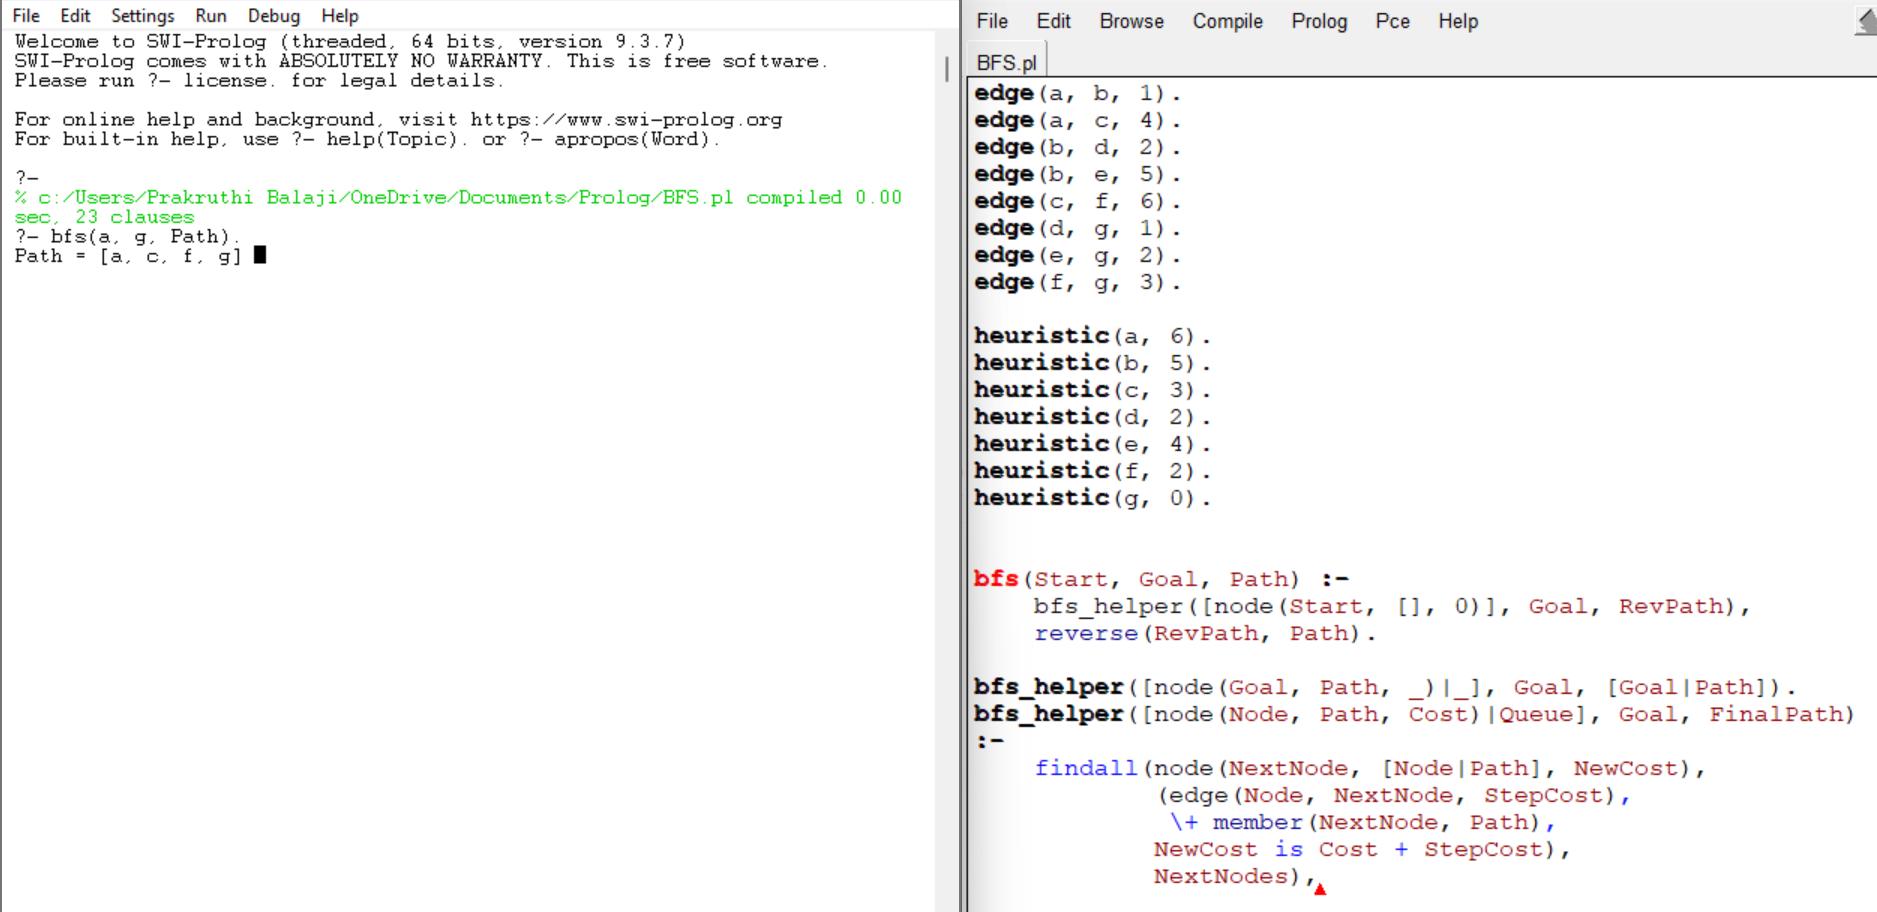 File Edit Settings Run Debug Help
Welcome to SWI-Prolog (threaded, 64 bits, version 9.3.7)
SWI-Prolog comes with ABSOLUTELY NO WARRANTY. This is free software.
Please run ?- license. for legal details.
For online help and background, visit https://www.swi-prolog.org
For built-in help, use ?- help(Topic). or ?- apropos(Word).
?-
% c:/Users/Prakruthi Balaji/OneDrive/Documents/Prolog/BFS.pl compiled 0.00
sec, 23 clauses
?- bfs(a, g, Path).
Path = [a, c, f, g]
File Edit Browse Compile Prolog Pce Help
BFS.pl
edge(a, b, 1).
edge(a, c, 4).
edge(b, d, 2).
edge(b, e, 5).
edge(c, f, 6).
edge(d, g, 1).
edge(e, g, 2).
edge(f, g, 3).
heuristic(a, 6).
heuristic(b, 5).
heuristic(c, 3).
heuristic(d, 2).
heuristic(e, 4).
heuristic(f, 2).
heuristic(g, 0).
bfs(Start, Goal, Path) :-
bfs_helper([node(Start, [], 0)], Goal, RevPath),
reverse(RevPath, Path).
bfs_helper([node(Goal, Path, _)|_], Goal, [Goal|Path]).
bfs_helper([node(Node, Path, Cost)|Queue], Goal, FinalPath)
:-
findall(node(NextNode, [Node|Path], NewCost),
(edge(Node, NextNode, StepCost),
\+ member(NextNode, Path),
NewCost is Cost + StepCost),
NextNodes),